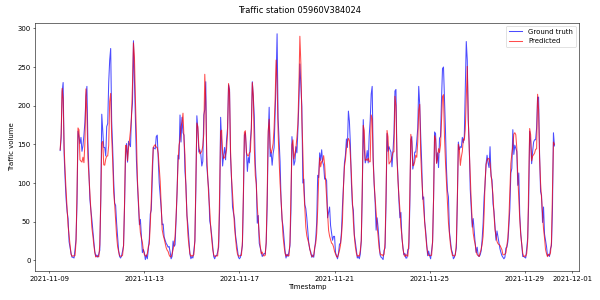 Traffic station 05960V384024
Ground truth
Predicted
Traffic volume
300
250
200
150
100
50
0
2021-11-09
2021-11-13
2021-11-17
2021-11-21
2021-11-25
2021-11-29
2021-12-01
Timestamp